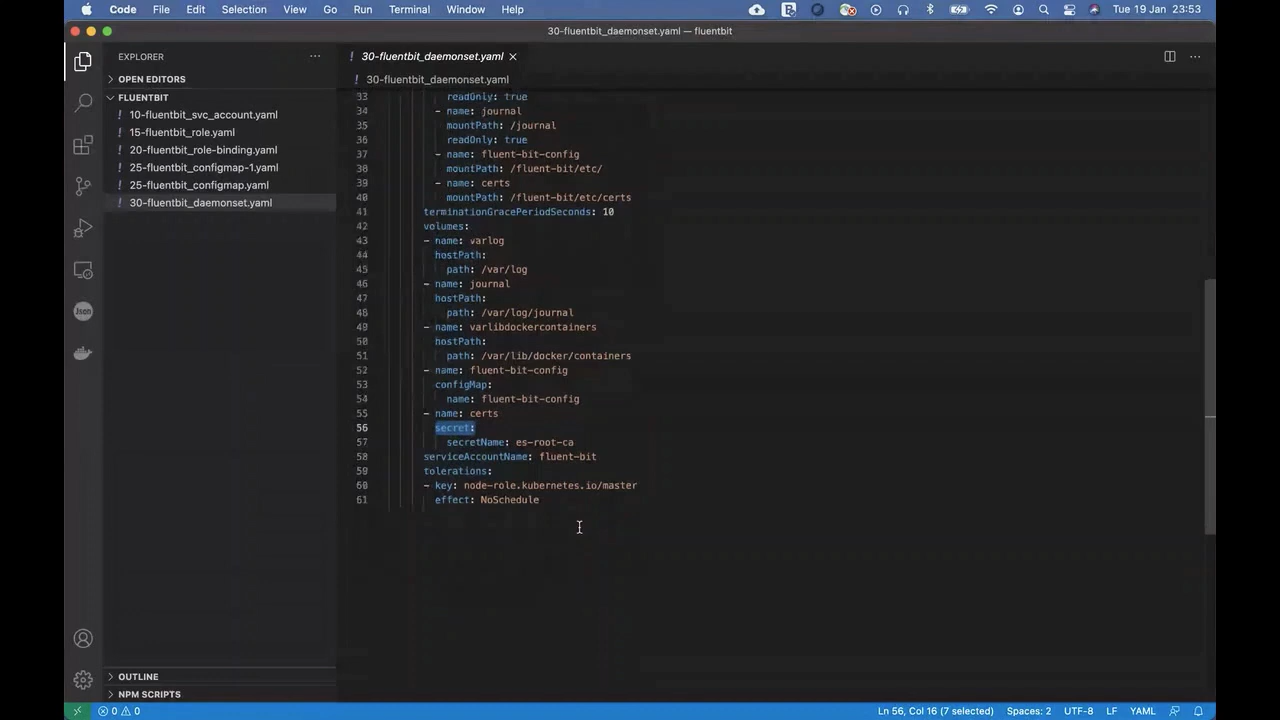 Code File Edit Selection View Go Run Terminal Window Help Tue 19 Jan 23:53
30-fluentbit_daemonset.yaml — fluentbit
EXPLORER
OPEN EDITORS
FLUENTBIT
! 10-fluentbit_svc_account.yaml
! 15-fluentbit_role.yaml
! 20-fluentbit_role-binding.yaml
! 25-fluentbit_configmap-1.yaml
! 25-fluentbit_configmap.yaml
! 30-fluentbit_daemonset.yaml
OUTLINE
NPM SCRIPTS
! 30-fluentbit_daemonset.yaml
! 30-fluentbit_daemonset.yaml
33 readOnly: true
34 - name: journal
35 mountPath: /journal
36 readOnly: true
37 - name: fluent-bit-config
38 mountPath: /fluent-bit/etc/
39 - name: certs
40 mountPath: /fluent-bit/etc/certs
41 terminationGracePeriodSeconds: 10
42 volumes:
43 - name: varlog
44 hostPath:
45 path: /var/log
46 - name: journal
47 hostPath:
48 path: /var/log/journal
49 - name: varlibdockercontainers
50 hostPath:
51 path: /var/lib/docker/containers
52 - name: fluent-bit-config
53 configMap:
54 name: fluent-bit-config
55 - name: certs
56 secret:
57 secretName: es-root-ca
58 serviceAccountName: fluent-bit
59 tolerations:
60 - key: node-role.kubernetes.io/master
61 effect: NoSchedule
Json
0 0 Ln 56, Col 16 (7 selected) Spaces: 2 UTF-8 LF YAML